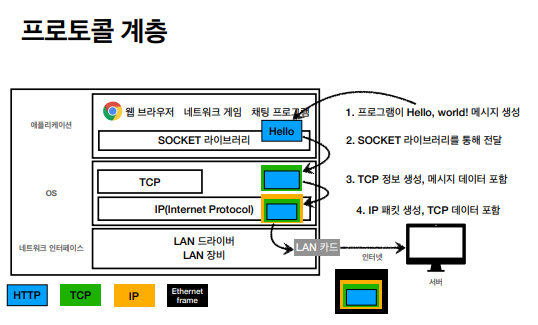 프로토콜 계층
애플리케이션
웹 브라우저 네트워크 게임 채팅 프로그램
Hello
SOCKET 라이브러리
1. 프로그램이 Hello, world! 메시지 생성
2. SOCKET 라이브러리를 통해 전달
OS
TCP
IP(Internet Protocol)
3. TCP 정보 생성, 메시지 데이터 포함
4. IP 패킷 생성, TCP 데이터 포함
네트워크 인터페이스
LAN 드라이버
LAN 장비
LAN 카드
인터넷
서버
HTTP
TCP
IP
Ethernet
frame